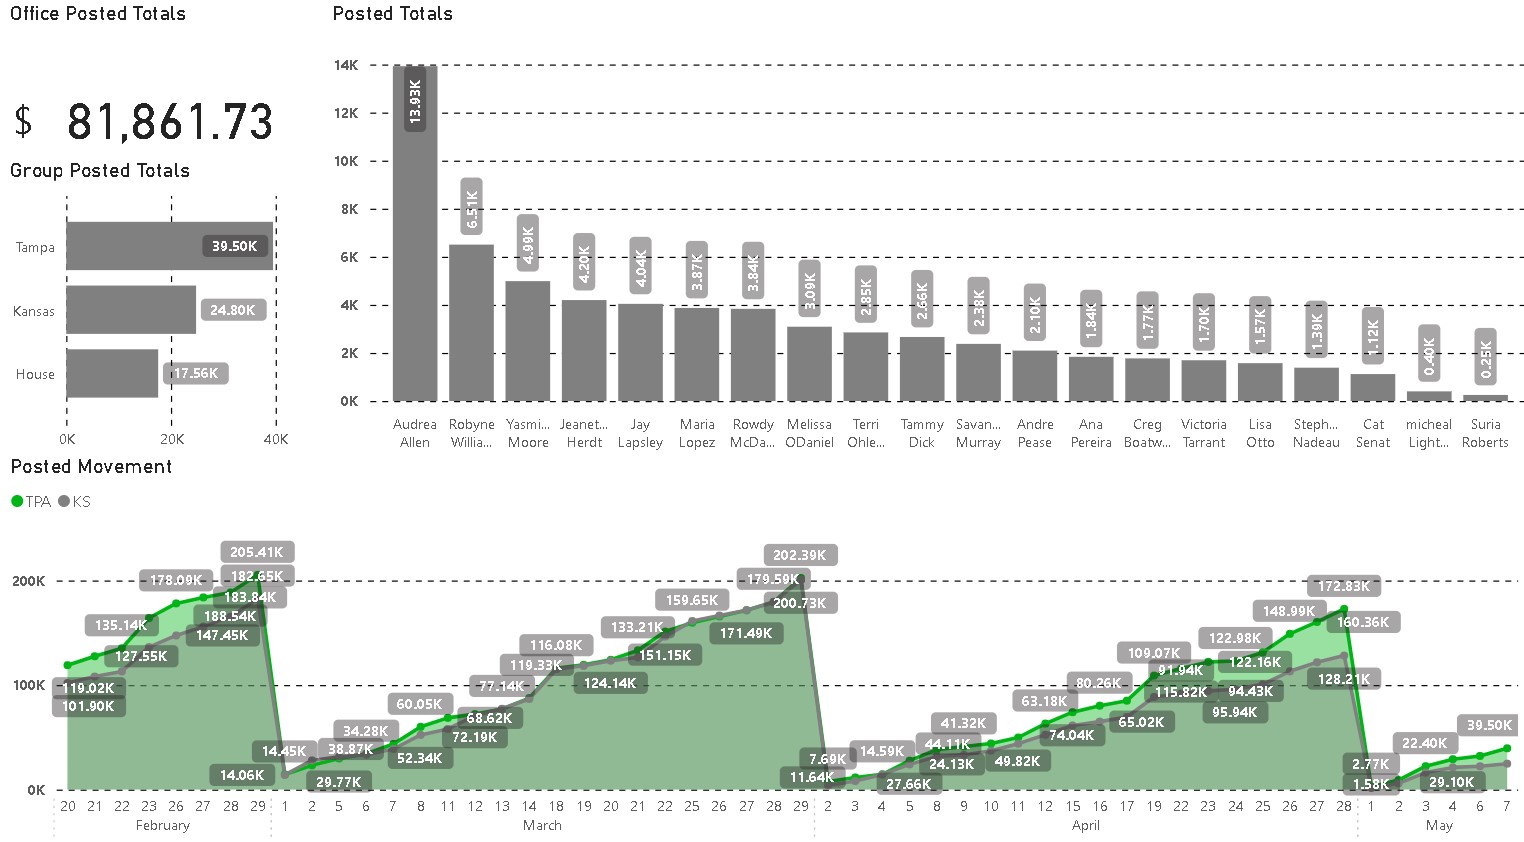 Office Posted Totals
$ 81,861.73
Group Posted Totals
Tampa 39.50K
Kansas 24.80K
House 17.56K
0K 20K 40K
Posted Totals
14K
12K
10K
8K
6K
4K
2K
0K
13.93K 6.51K 4.99K 4.20K 4.04K 3.87K 3.84K 3.09K 2.85K 2.66K 2.38K 2.10K 1.84K 1.77K 1.70K 1.57K 1.39K 1.12K 0.40K 0.25K
Audrea Robyne Yasmi... Jeanet... Jay Maria Rowdy Melissa Terri Tammy Savan... Andre Ana Creg Victoria Lisa Steph... Cat micheal Suria
Allen Willia... Moore Herdt Lapsley Lopez McDa... ODaniel Ohle... Dick Murray Pease Pereira Boatw... Tarrant Otto Nadeau Senat Light... Roberts
Posted Movement
TPA KS
200K
100K
0K
119.02K
101.90K
135.14K
127.55K
178.09K
147.45K
188.54K
183.84K
182.65K
205.41K
14.45K
14.06K
29.77K
38.87K
34.28K
52.34K
60.05K
72.19K
68.62K
77.14K
119.33K
116.08K
124.14K
133.21K
151.15K
159.65K
171.49K
179.59K
200.73K
202.39K
7.69K
11.64K
14.59K
27.66K
44.11K
24.13K
41.32K
49.82K
63.18K
74.04K
80.26K
65.02K
109.07K
91.94K
115.82K
122.98K
122.16K
94.43K
95.94K
148.99K
172.83K
160.36K
128.21K
2.77K
1.58K
22.40K
29.10K
39.50K
20 21 22 23 26 27 28 29 1 2 5 6 7 8 11 12 13 14 18 19 20 21 22 25 26 27 28 29 2 3 4 5 8 9 10 11 12 15 16 17 19 22 23 24 25 26 27 28 1 2 3 4 6 7
February March April May